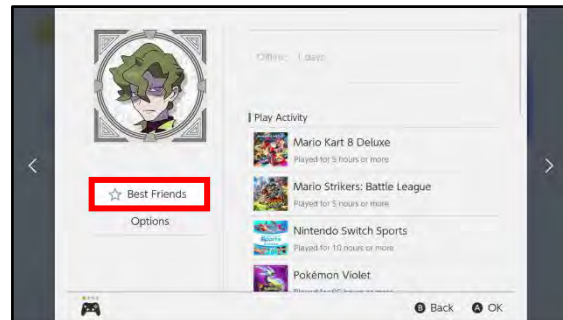 Offline: 1 days
Play Activity
Mario Kart 8 Deluxe
Played for 5 hours or more
☆ Best Friends
Mario Strikers: Battle League
Played for 5 hours or more
Options
Nintendo Switch Sports
Sports
Played for 10 hours or more
Pokémon Violet
B Back A OK